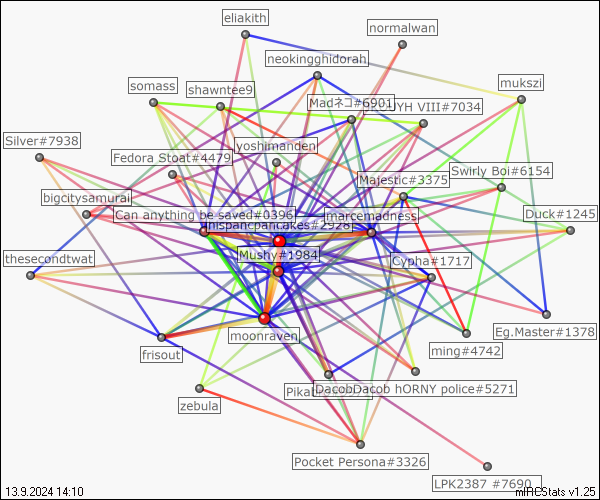 eliakith
normalwan
neokingghidorah
mukszi
somass
shawntee9
Madネコ#6901
YH VIII#7034
Silver#7938
yoshimanden
Fedora Stoat#4479
Swirly Boi#6154
Majestic#3375
bigcitysamurai
Can anything be saved#0396
marcemadness
Duck#1245
hispanicpancakes#2928
thesecondtwat
Mushy#1984
Cypha#1717
Eg.Master#1378
moonraven
frisout
ming#4742
DacobDacob hORNY police#5271
zebula
Pocket Persona#3326
LPK2387 #7690
13.9.2024 14:10
mIRCStats v1.25